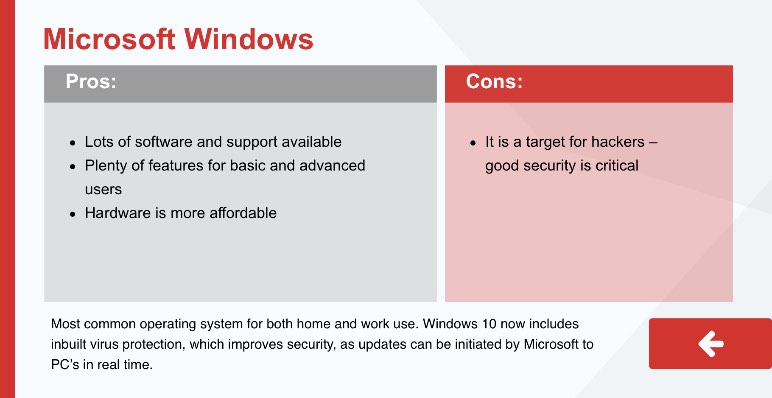 Microsoft Windows
Pros:
• Lots of software and support available
• Plenty of features for basic and advanced
users
• Hardware is more affordable
Cons:
• It is a target for hackers –
good security is critical
Most common operating system for both home and work use. Windows 10 now includes
inbuilt virus protection, which improves security, as updates can be initiated by Microsoft to
PC's in real time.